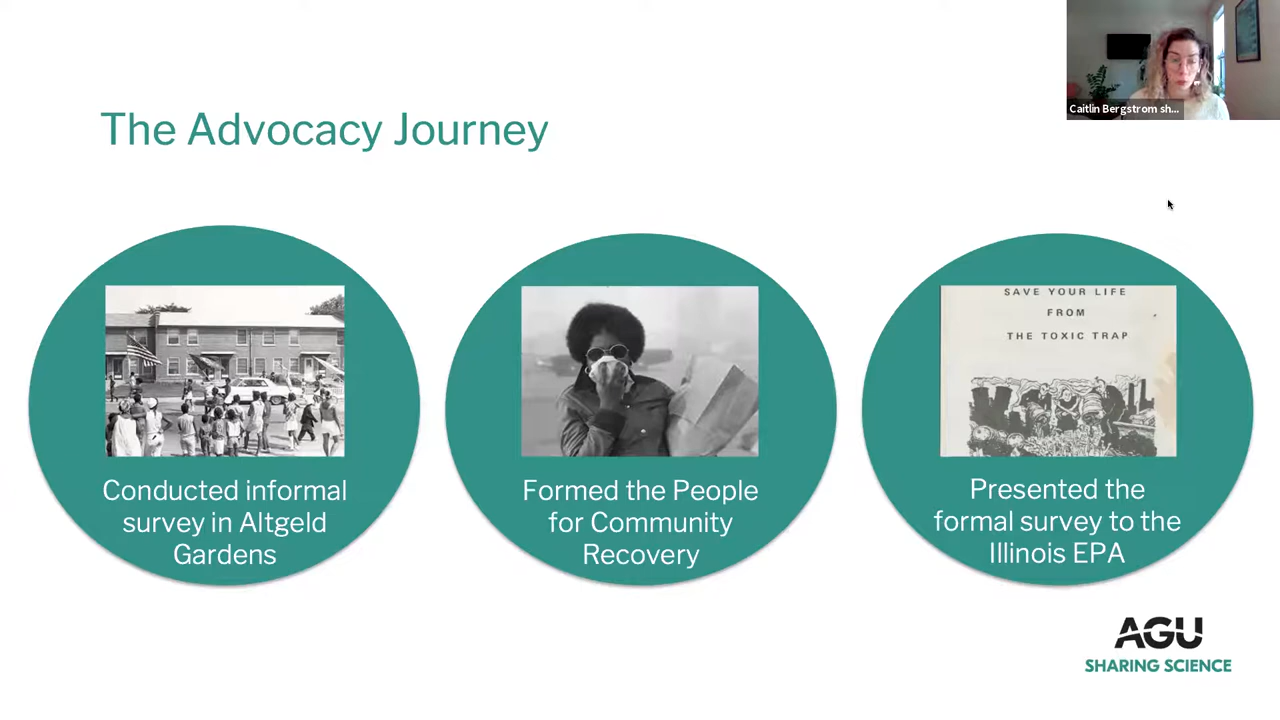 Caitlin Bergstrom sh...
The Advocacy Journey
SAVE YOUR LIFE
FROM
THE TOXIC TRAP
Conducted informal
survey in Altgeld
Gardens
Formed the People
for Community
Recovery
Presented the
formal survey to the
Illinois EPA
AGU
SHARING SCIENCE